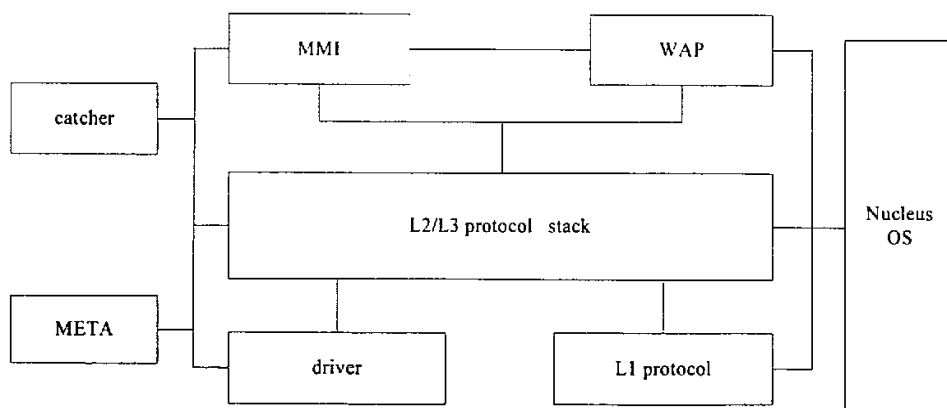 MMI
WAP
catcher
L2/L3 protocol stack
Nucleus
OS
META
driver
L1 protocol